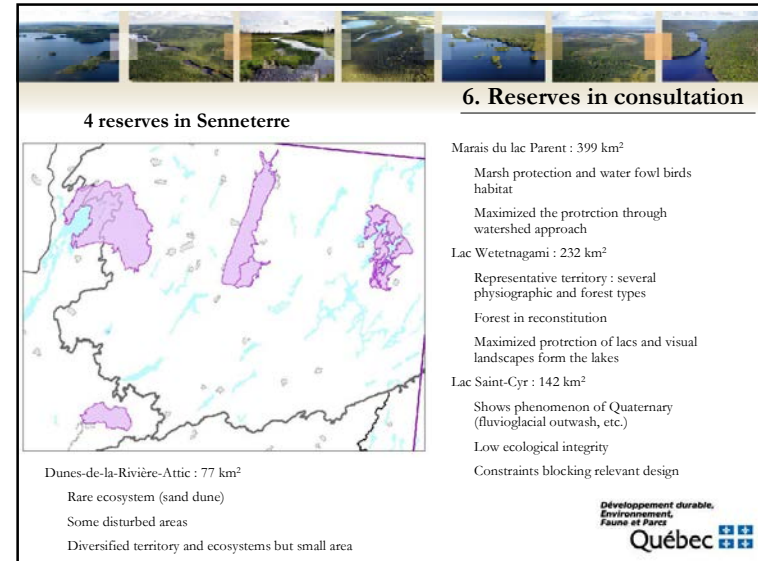 6. Reserves in consultation
4 reserves in Senneterre
Marais du lac Parent : 399 km²
Marsh protection and water fowl birds
habitat
Maximized the protrction through
watershed approach
Lac Wetetnagami : 232 km²
Representative territory : several
physiographic and forest types
Forest in reconstitution
Maximized protrction of lacs and visual
landscapes form the lakes
Lac Saint-Cyr : 142 km²
Shows phenomenon of Quaternary
(fluvioglacial outwash, etc.)
Low ecological integrity
Constraints blocking relevant design
Dunes-de-la-Rivière-Attic : 77 km²
Rare ecosystem (sand dune)
Some disturbed areas
Diversified territory and ecosystems but small area
Développement durable,
Environnement,
Faune et Parcs
Québec